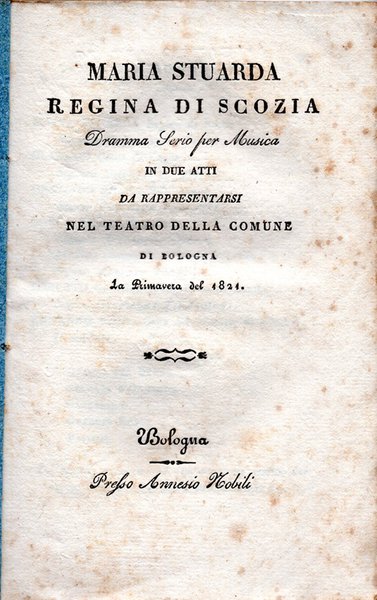 MARIA STUARDA
REGINA DI SCOZIA
Dramma Serio per Musica
IN DUE ATTI
DA RAPPRESENTARSI
NEL TEATRO DELLA COMUNE
DI BOLOGNA
La Primavera del 1821.
Bologna
Presso Annesio Nobili